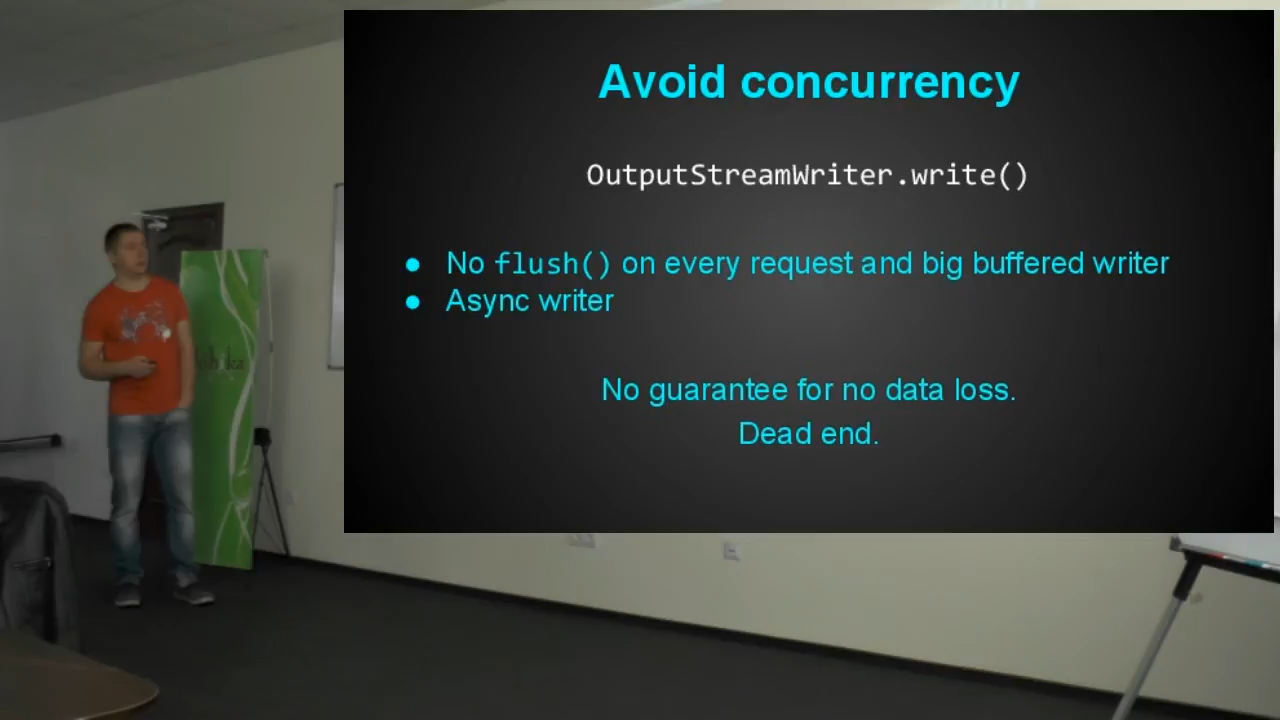 Avoid concurrency
OutputStreamWriter.write()
● No flush() on every request and big buffered writer
● Async writer
No guarantee for no data loss.
Dead end.